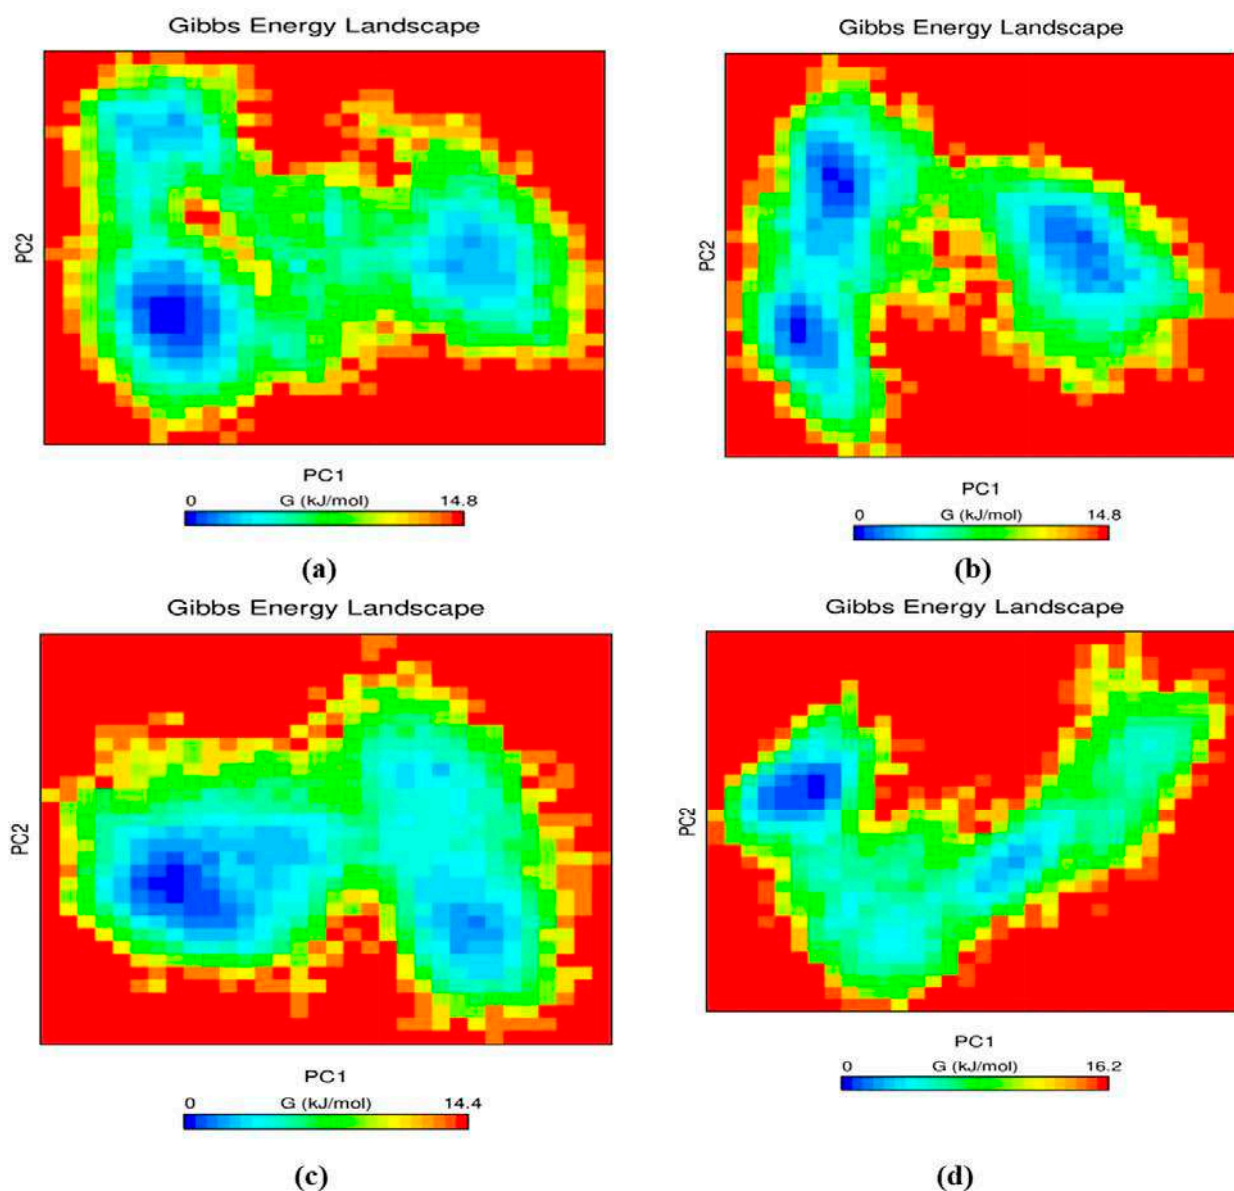 Gibbs Energy Landscape
PC2
PC1
0 G (kJ/mol) 14.8
(a)
Gibbs Energy Landscape
PC2
PC1
0 G (kJ/mol) 14.8
(b)
Gibbs Energy Landscape
PC2
PC1
0 G (kJ/mol) 14.4
(c)
Gibbs Energy Landscape
PC2
PC1
0 G (kJ/mol) 16.2
(d)